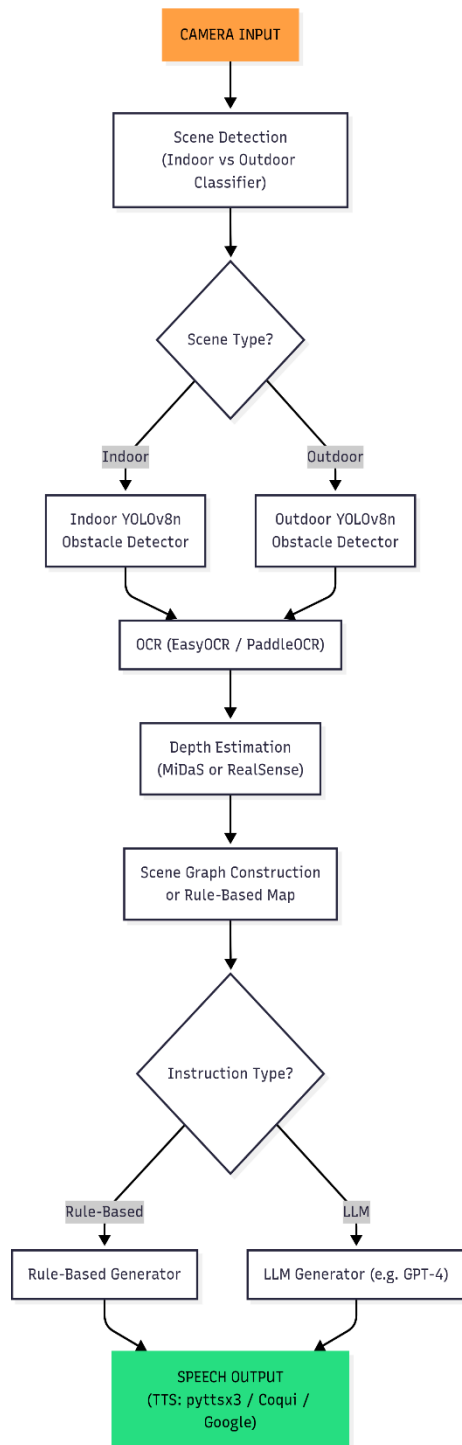 CAMERA INPUT
Scene Detection
(Indoor vs Outdoor
Classifier)
Scene Type?
Indoor
Outdoor
Indoor YOLOv8n
Obstacle Detector
Outdoor YOLOv8n
Obstacle Detector
OCR (EasyOCR / PaddleOCR)
Depth Estimation
(MiDaS or RealSense)
Scene Graph Construction
or Rule-Based Map
Instruction Type?
Rule-Based
LLM
Rule-Based Generator
LLM Generator (e.g. GPT-4)
SPEECH OUTPUT
(TTS: pyttsx3 / Coqui /
Google)